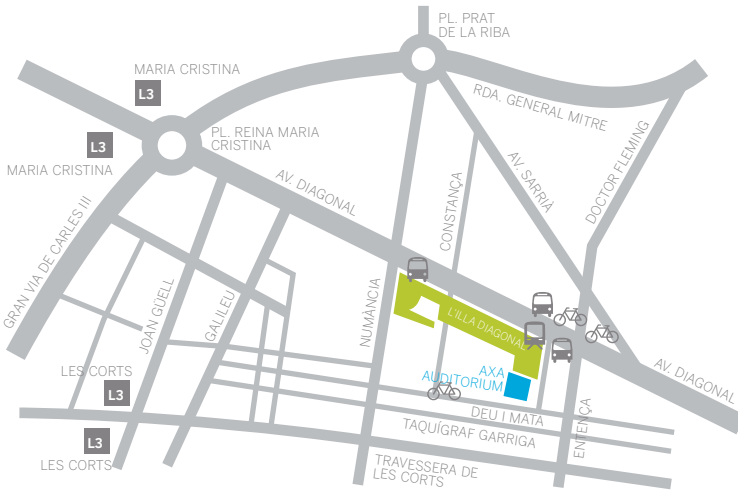 PL. PRAT
DE LA RIBA
MARIA CRISTINA
L3
RDA. GENERAL MITRE
PL. REINA MARIA
CRISTINA
L3
MARIA CRISTINA
AV. DIAGONAL
AV. SARRIÀ
DOCTOR FLEMING
CONSTANÇA
GRAN VIA DE CARLES III
JOAN GÜELL
GALILEU
NUMÀNCIA
L'ILLA DIAGONAL
AXA
AUDITORIUM
AV. DIAGONAL
LES CORTS
L3
DEU I MATA
TAQUÍGRAF GARRIGA
ENTENÇA
L3
LES CORTS
TRAVESSERA DE
LES CORTS